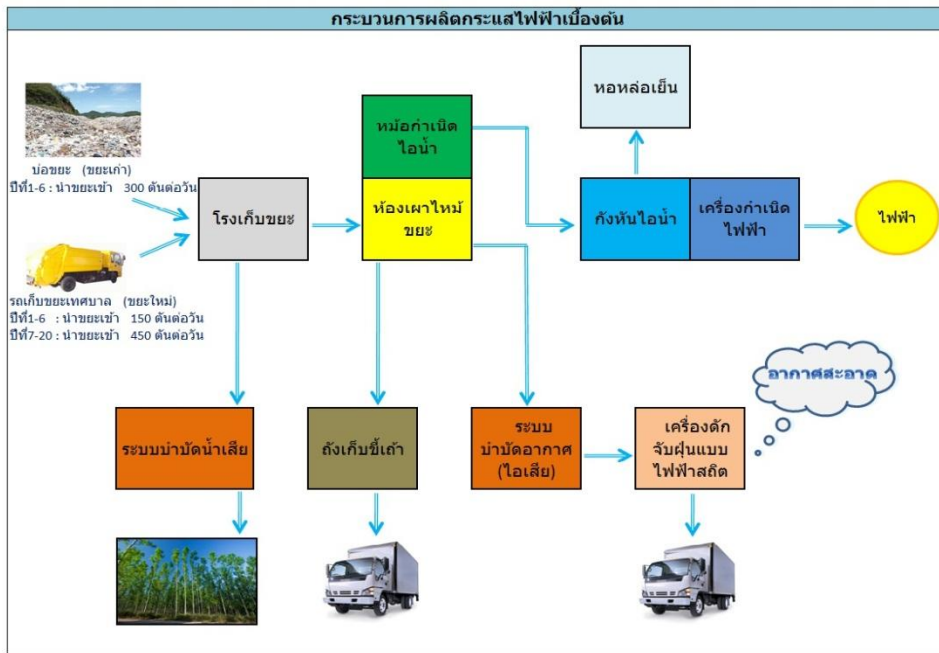 กระบวนการผลิตกระแสไฟฟ้าเบื้องต้น
บ่อขยะ (ขยะเก่า)
ปีที่1-6 : นำขยะเข้า 300 ตันต่อวัน
รถเก็บขยะเทศบาล (ขยะใหม่)
ปีที่1-6 : นำขยะเข้า 150 ตันต่อวัน
ปีที่7-20 : นำขยะเข้า 450 ตันต่อวัน
โรงเก็บขยะ
หม้อกำเนิด
ไอน้ำ
ห้องเผาไหม้
ขยะ
หอหล่อเย็น
กังหันไอน้ำ
เครื่องกำเนิด
ไฟฟ้า
ไฟฟ้า
ระบบบำบัดน้ำเสีย
ถังเก็บขี้เถ้า
ระบบ
บำบัดอากาศ
(ไอเสีย)
เครื่องดัก
จับฝุ่นแบบ
ไฟฟ้าสถิต
อากาศสะอาด